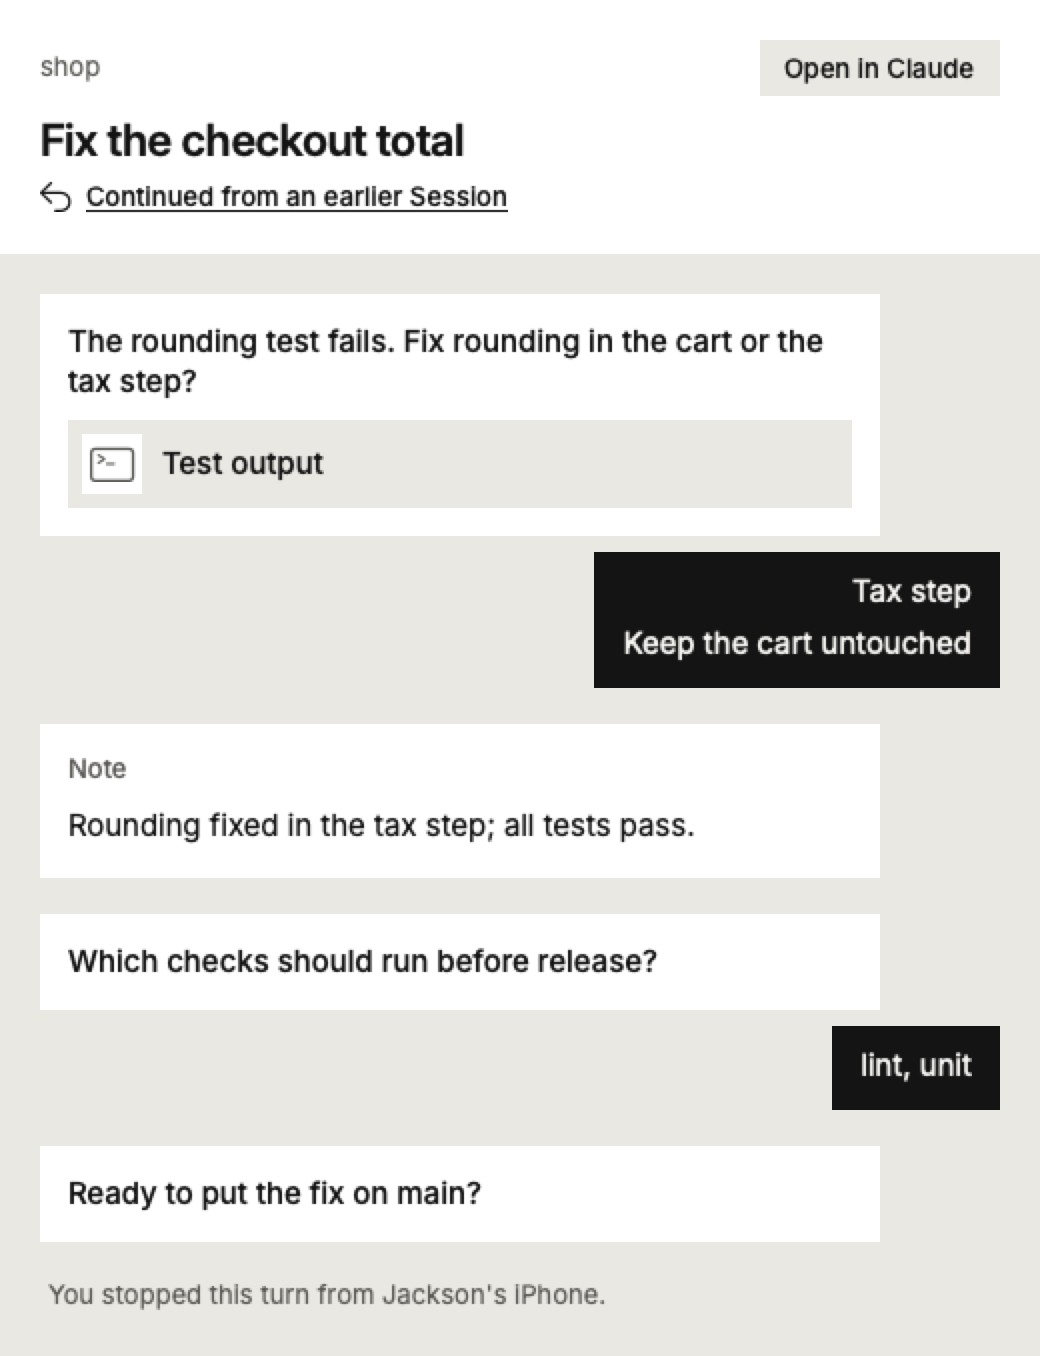 shop
Open in Claude
Fix the checkout total
Continued from an earlier Session
The rounding test fails. Fix rounding in the cart or the
tax step?
>_
Test output
Tax step
Keep the cart untouched
Note
Rounding fixed in the tax step; all tests pass.
Which checks should run before release?
lint, unit
Ready to put the fix on main?
You stopped this turn from Jackson's iPhone.